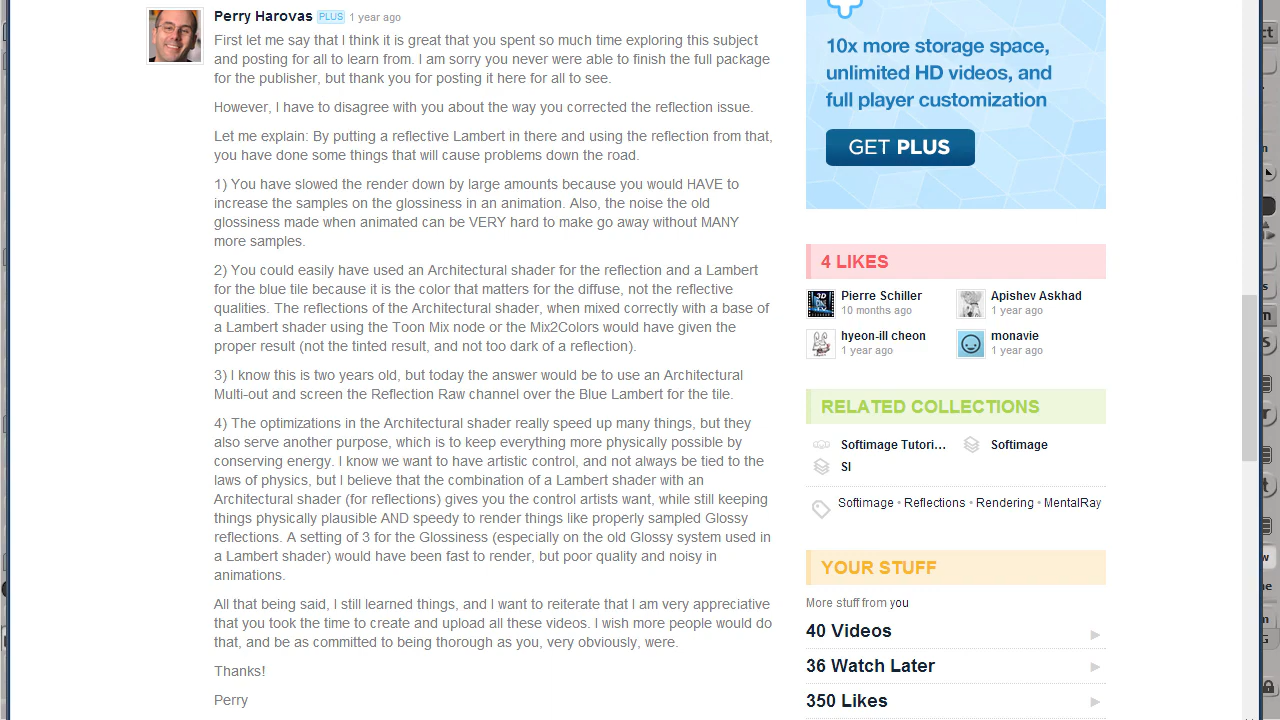 Perry Harovas PLUS 1 year ago
First let me say that I think it is great that you spent so much time exploring this subject
and posting for all to learn from. I am sorry you never were able to finish the full package
for the publisher, but thank you for posting it here for all to see.
However, I have to disagree with you about the way you corrected the reflection issue.
Let me explain: By putting a reflective Lambert in there and using the reflection from that,
you have done some things that will cause problems down the road.
1) You have slowed the render down by large amounts because you would HAVE to
increase the samples on the glossiness in an animation. Also, the noise the old
glossiness made when animated can be VERY hard to make go away without MANY
more samples.
2) You could easily have used an Architectural shader for the reflection and a Lambert
for the blue tile because it is the color that matters for the diffuse, not the reflective
qualities. The reflections of the Architectural shader, when mixed correctly with a base of
a Lambert shader using the Toon Mix node or the Mix2Colors would have given the
proper result (not the tinted result, and not too dark of a reflection).
3) I know this is two years old, but today the answer would be to use an Architectural
Multi-out and screen the Reflection Raw channel over the Blue Lambert for the tile.
4) The optimizations in the Architectural shader really speed up many things, but they
also serve another purpose, which is to keep everything more physically possible by
conserving energy. I know we want to have artistic control, and not always be tied to the
laws of physics, but I believe that the combination of a Lambert shader with an
Architectural shader (for reflections) gives you the control artists want, while still keeping
things physically plausible AND speedy to render things like properly sampled Glossy
reflections. A setting of 3 for the Glossiness (especially on the old Glossy system used in
a Lambert shader) would have been fast to render, but poor quality and noisy in
animations.
All that being said, I still learned things, and I want to reiterate that I am very appreciative
that you took the time to create and upload all these videos. I wish more people would do
that, and be as committed to being thorough as you, very obviously, were.
Thanks!
Perry
10x more storage space,
unlimited HD videos, and
full player customization
GET PLUS
4 LIKES
Pierre Schiller
10 months ago
Apishev Askhad
1 year ago
hyeon-ill cheon
1 year ago
monavie
1 year ago
RELATED COLLECTIONS
Softimage Tutori...
Softimage
SI
Softimage • Reflections • Rendering • MentalRay
YOUR STUFF
More stuff from you
40 Videos
36 Watch Later
350 Likes